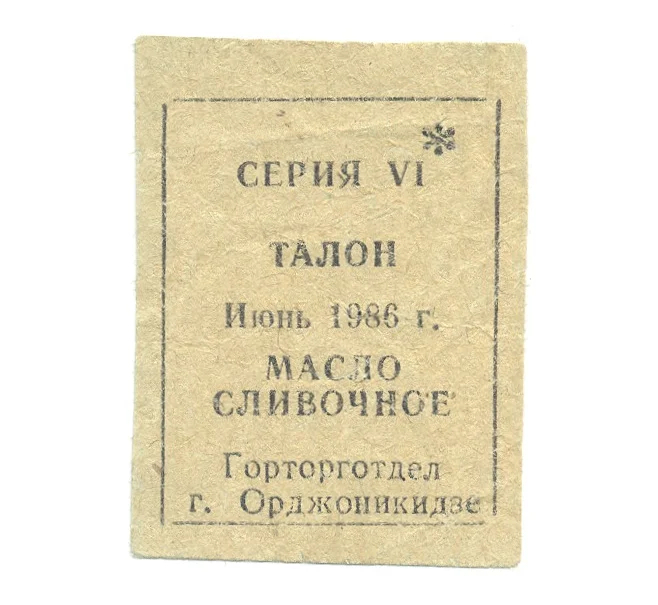 СЕРИЯ VI*
ТАЛОН
Июнь 1986 г.
МАСЛО
СЛИВОЧНОЕ
Горторготдел
г. Орджоникидзе